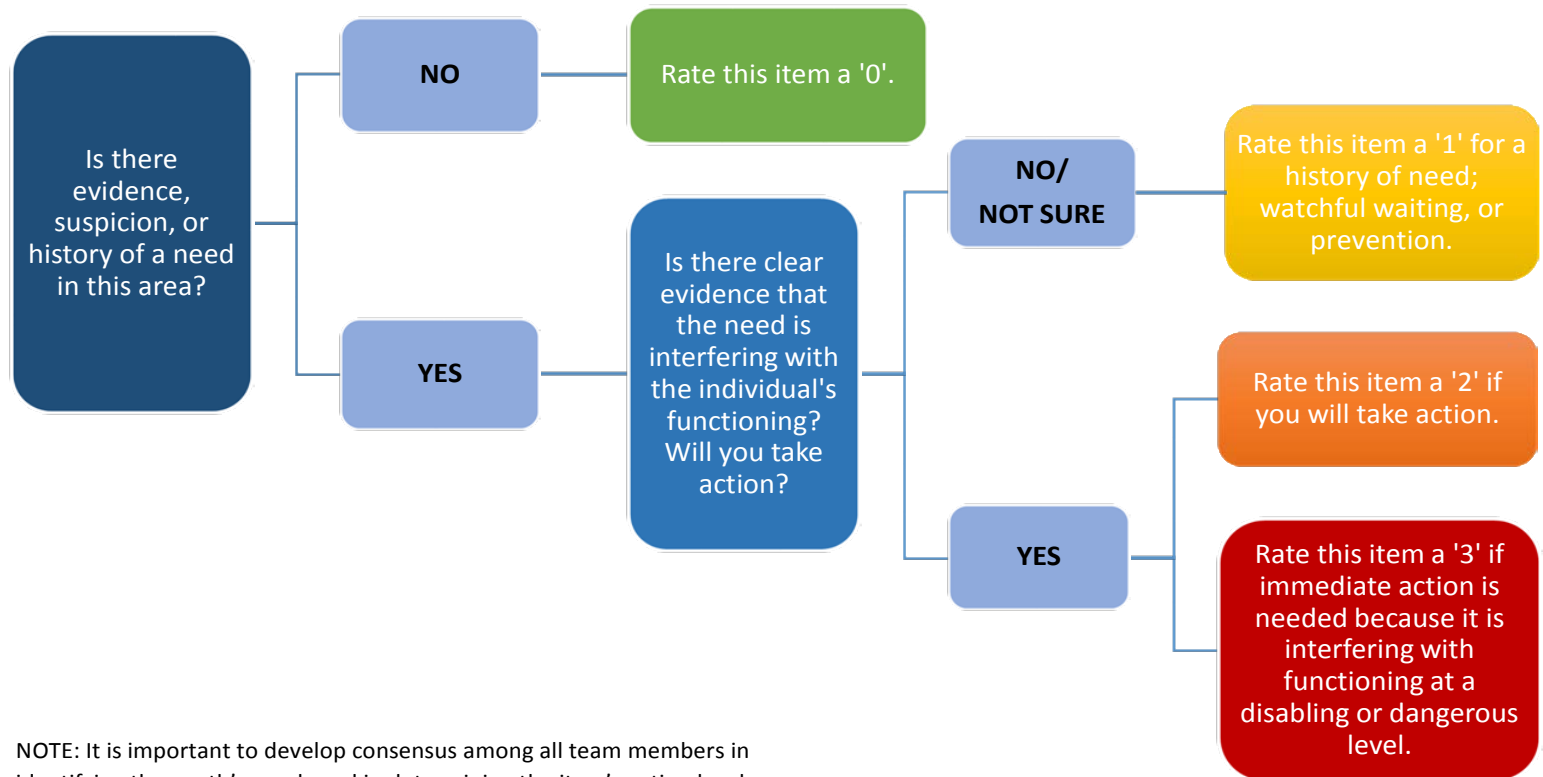 Is there
evidence,
suspicion, or
history of a need
in this area?
NO
Rate this item a '0'.
YES
Is there clear
evidence that
the need is
interfering with
the individual's
functioning?
Will you take
action?
NO/
NOT SURE
Rate this item a '1' for a
history of need;
watchful waiting, or
prevention.
YES
Rate this item a '2' if
you will take action.
Rate this item a '3' if
immediate action is
needed because it is
interfering with
functioning at a
disabling or dangerous
level.
NOTE: It is important to develop consensus among all team members in